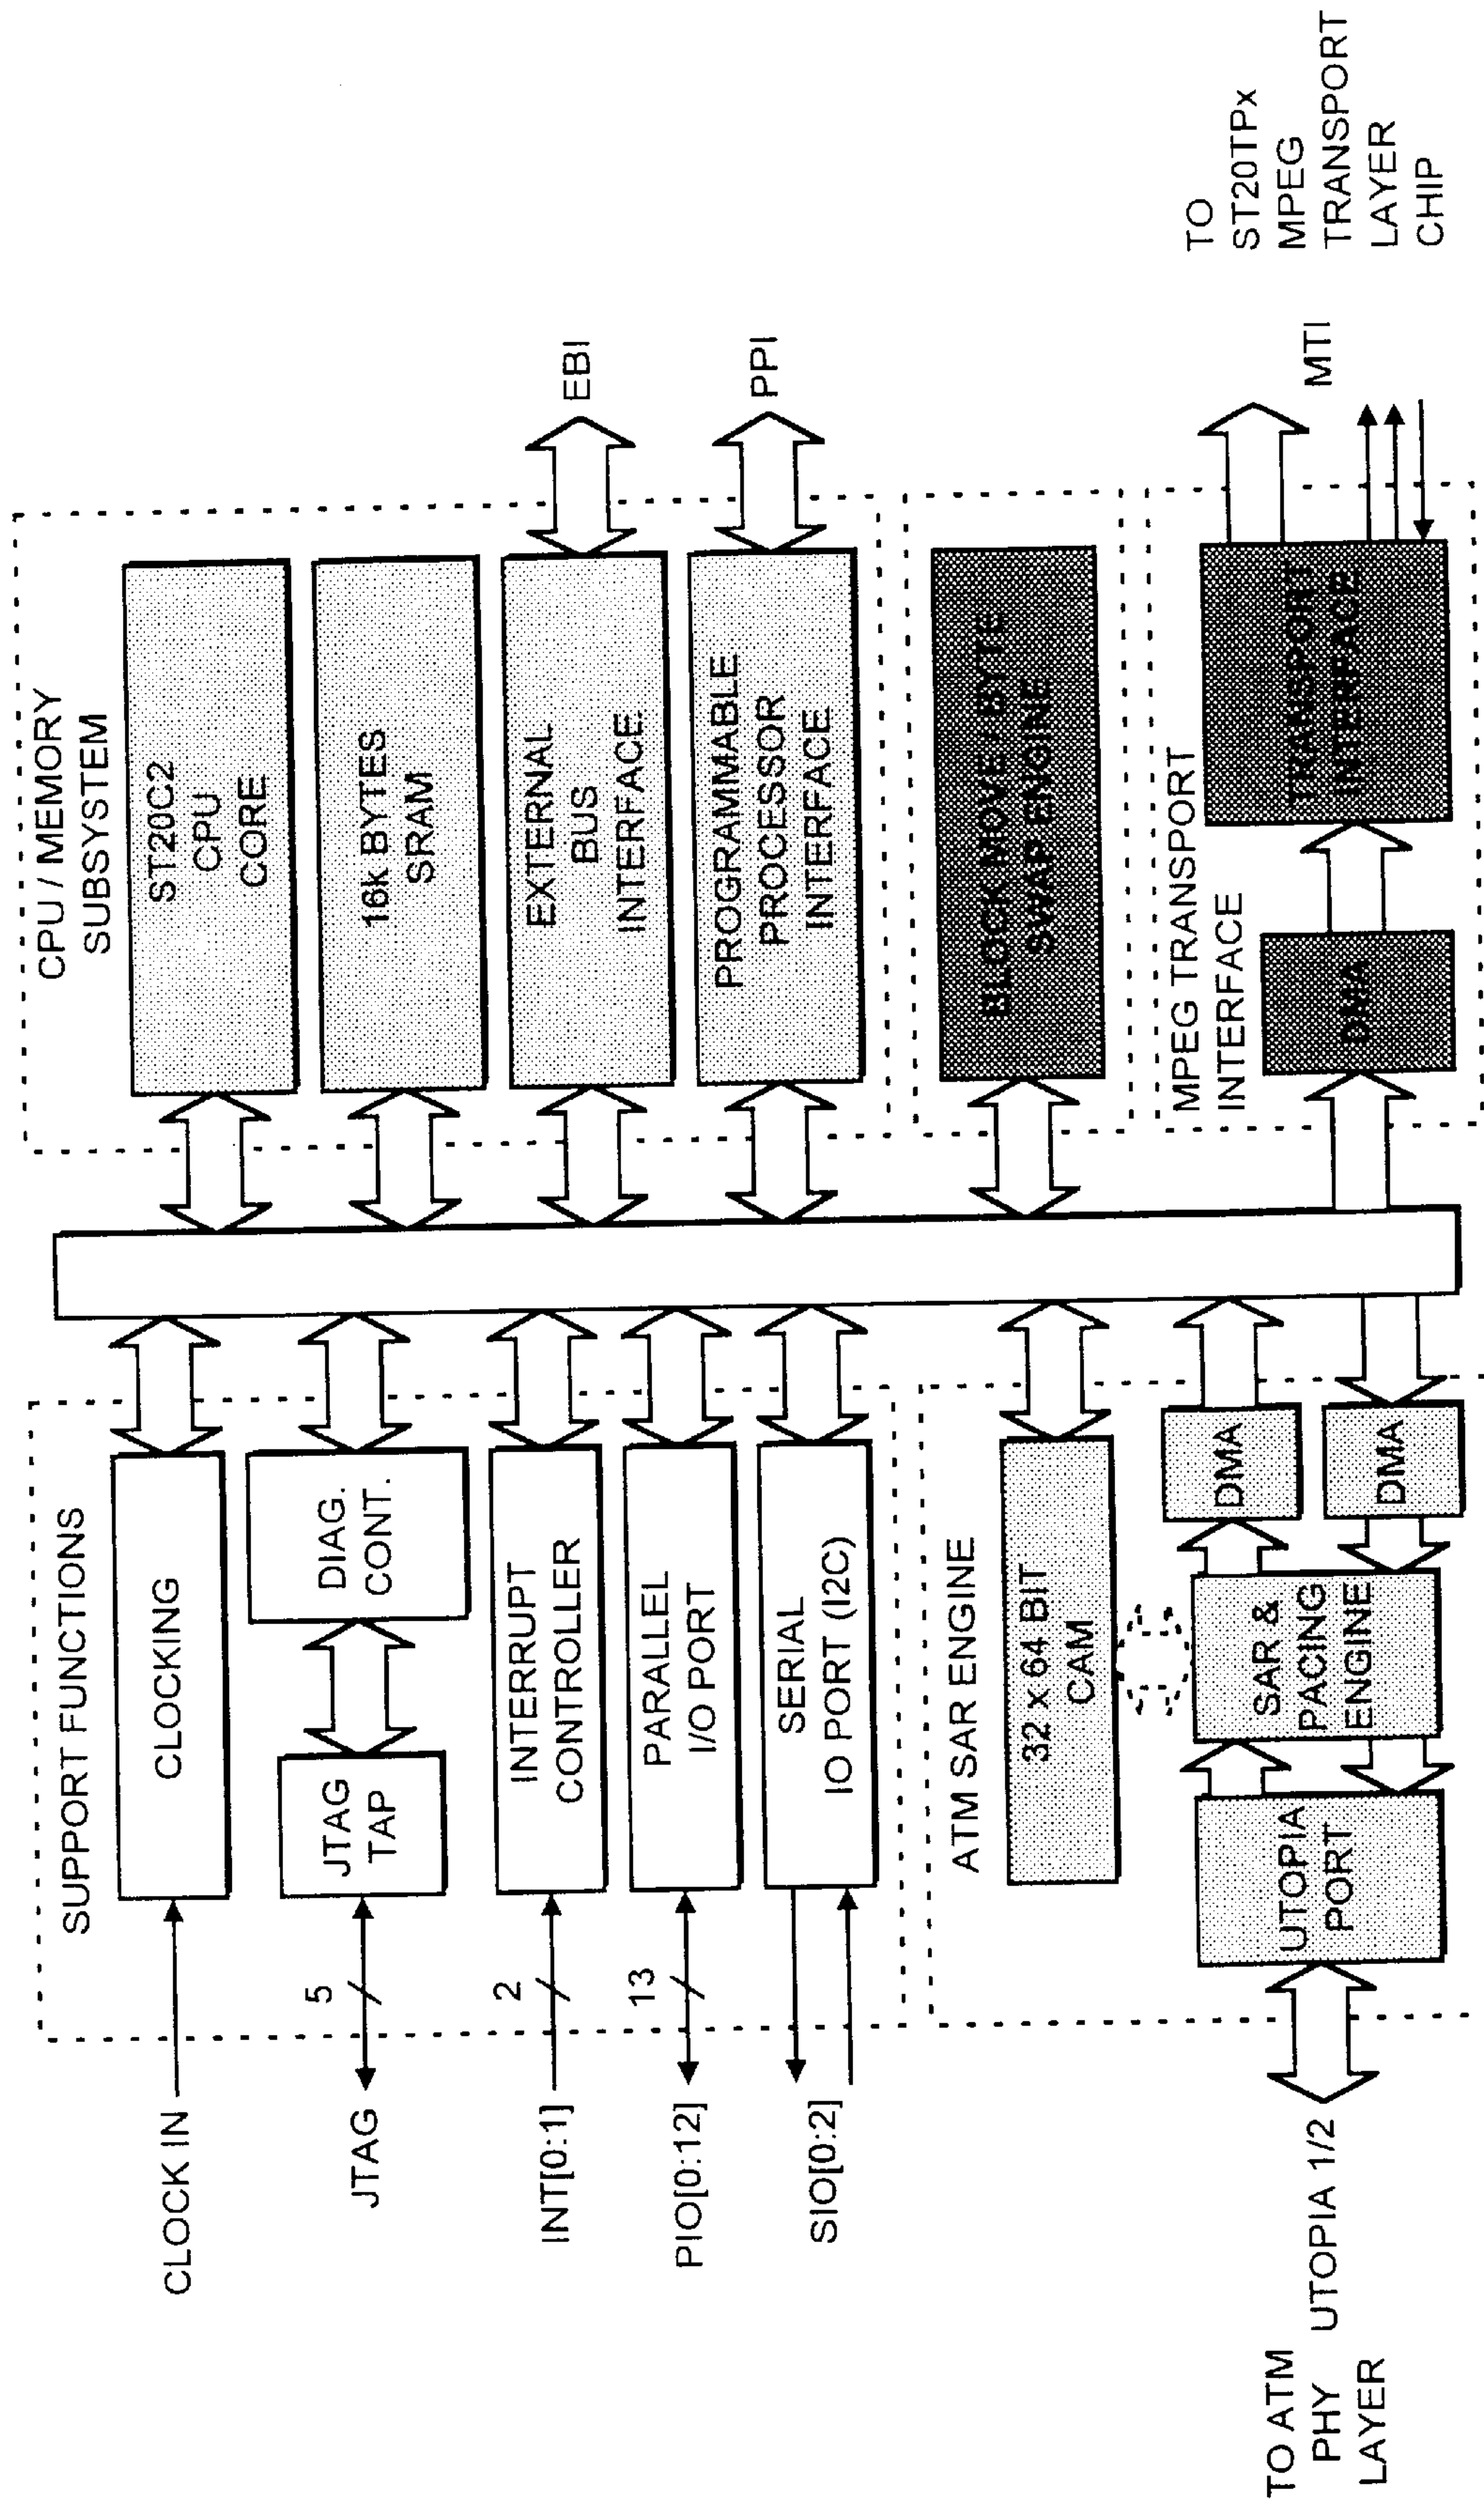 SUPPORT FUNCTIONS
CLOCK IN
CLOCKING
JTAG
5
JTAG
TAP
DIAG.
CONT.
INT[0:1]
2
INTERRUPT
CONTROLLER
PIO[0:12]
13
PARALLEL
I/O PORT
SIO[0:2]
SERIAL
IO PORT (I2C)
ATM SAR ENGINE
32 x 64 BIT
CAM
DMA
DMA
SAR &
PACING
ENGINE
UTOPIA
PORT
UTOPIA 1/2
TO ATM
PHY
LAYER
CPU / MEMORY
SUBSYSTEM
ST20C2
CPU
CORE
16k BYTES
SRAM
EXTERNAL
BUS
INTERFACE
EBI
PROGRAMMABLE
PROCESSOR
INTERFACE
PPI
BLOCK MOVE / BYTE
SWAP ENGINE
MPEG TRANSPORT
INTERFACE
DMA
TRANSPORT
INTERFACE
MTI
TO
ST20TPx
MPEG
TRANSPORT
LAYER
CHIP